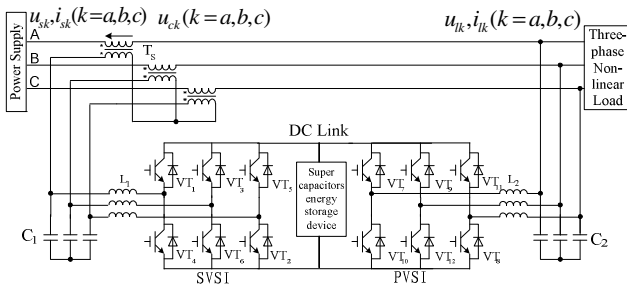 u_sk, i_sk (k=a,b,c)
u_ck (k=a,b,c)
u_lk, i_lk (k=a,b,c)
Power Supply
A
B
C
T_S
Three-
phase
Non-
linear
Load
DC Link
Super
capacitors
energy
storage
device
L_1
L_2
VT_1
VT_3
VT_5
VT_7
VT_9
VT_11
C_1
C_2
VT_4
VT_6
VT_2
VT_10
VT_12
VT_8
SVSI
PVSI